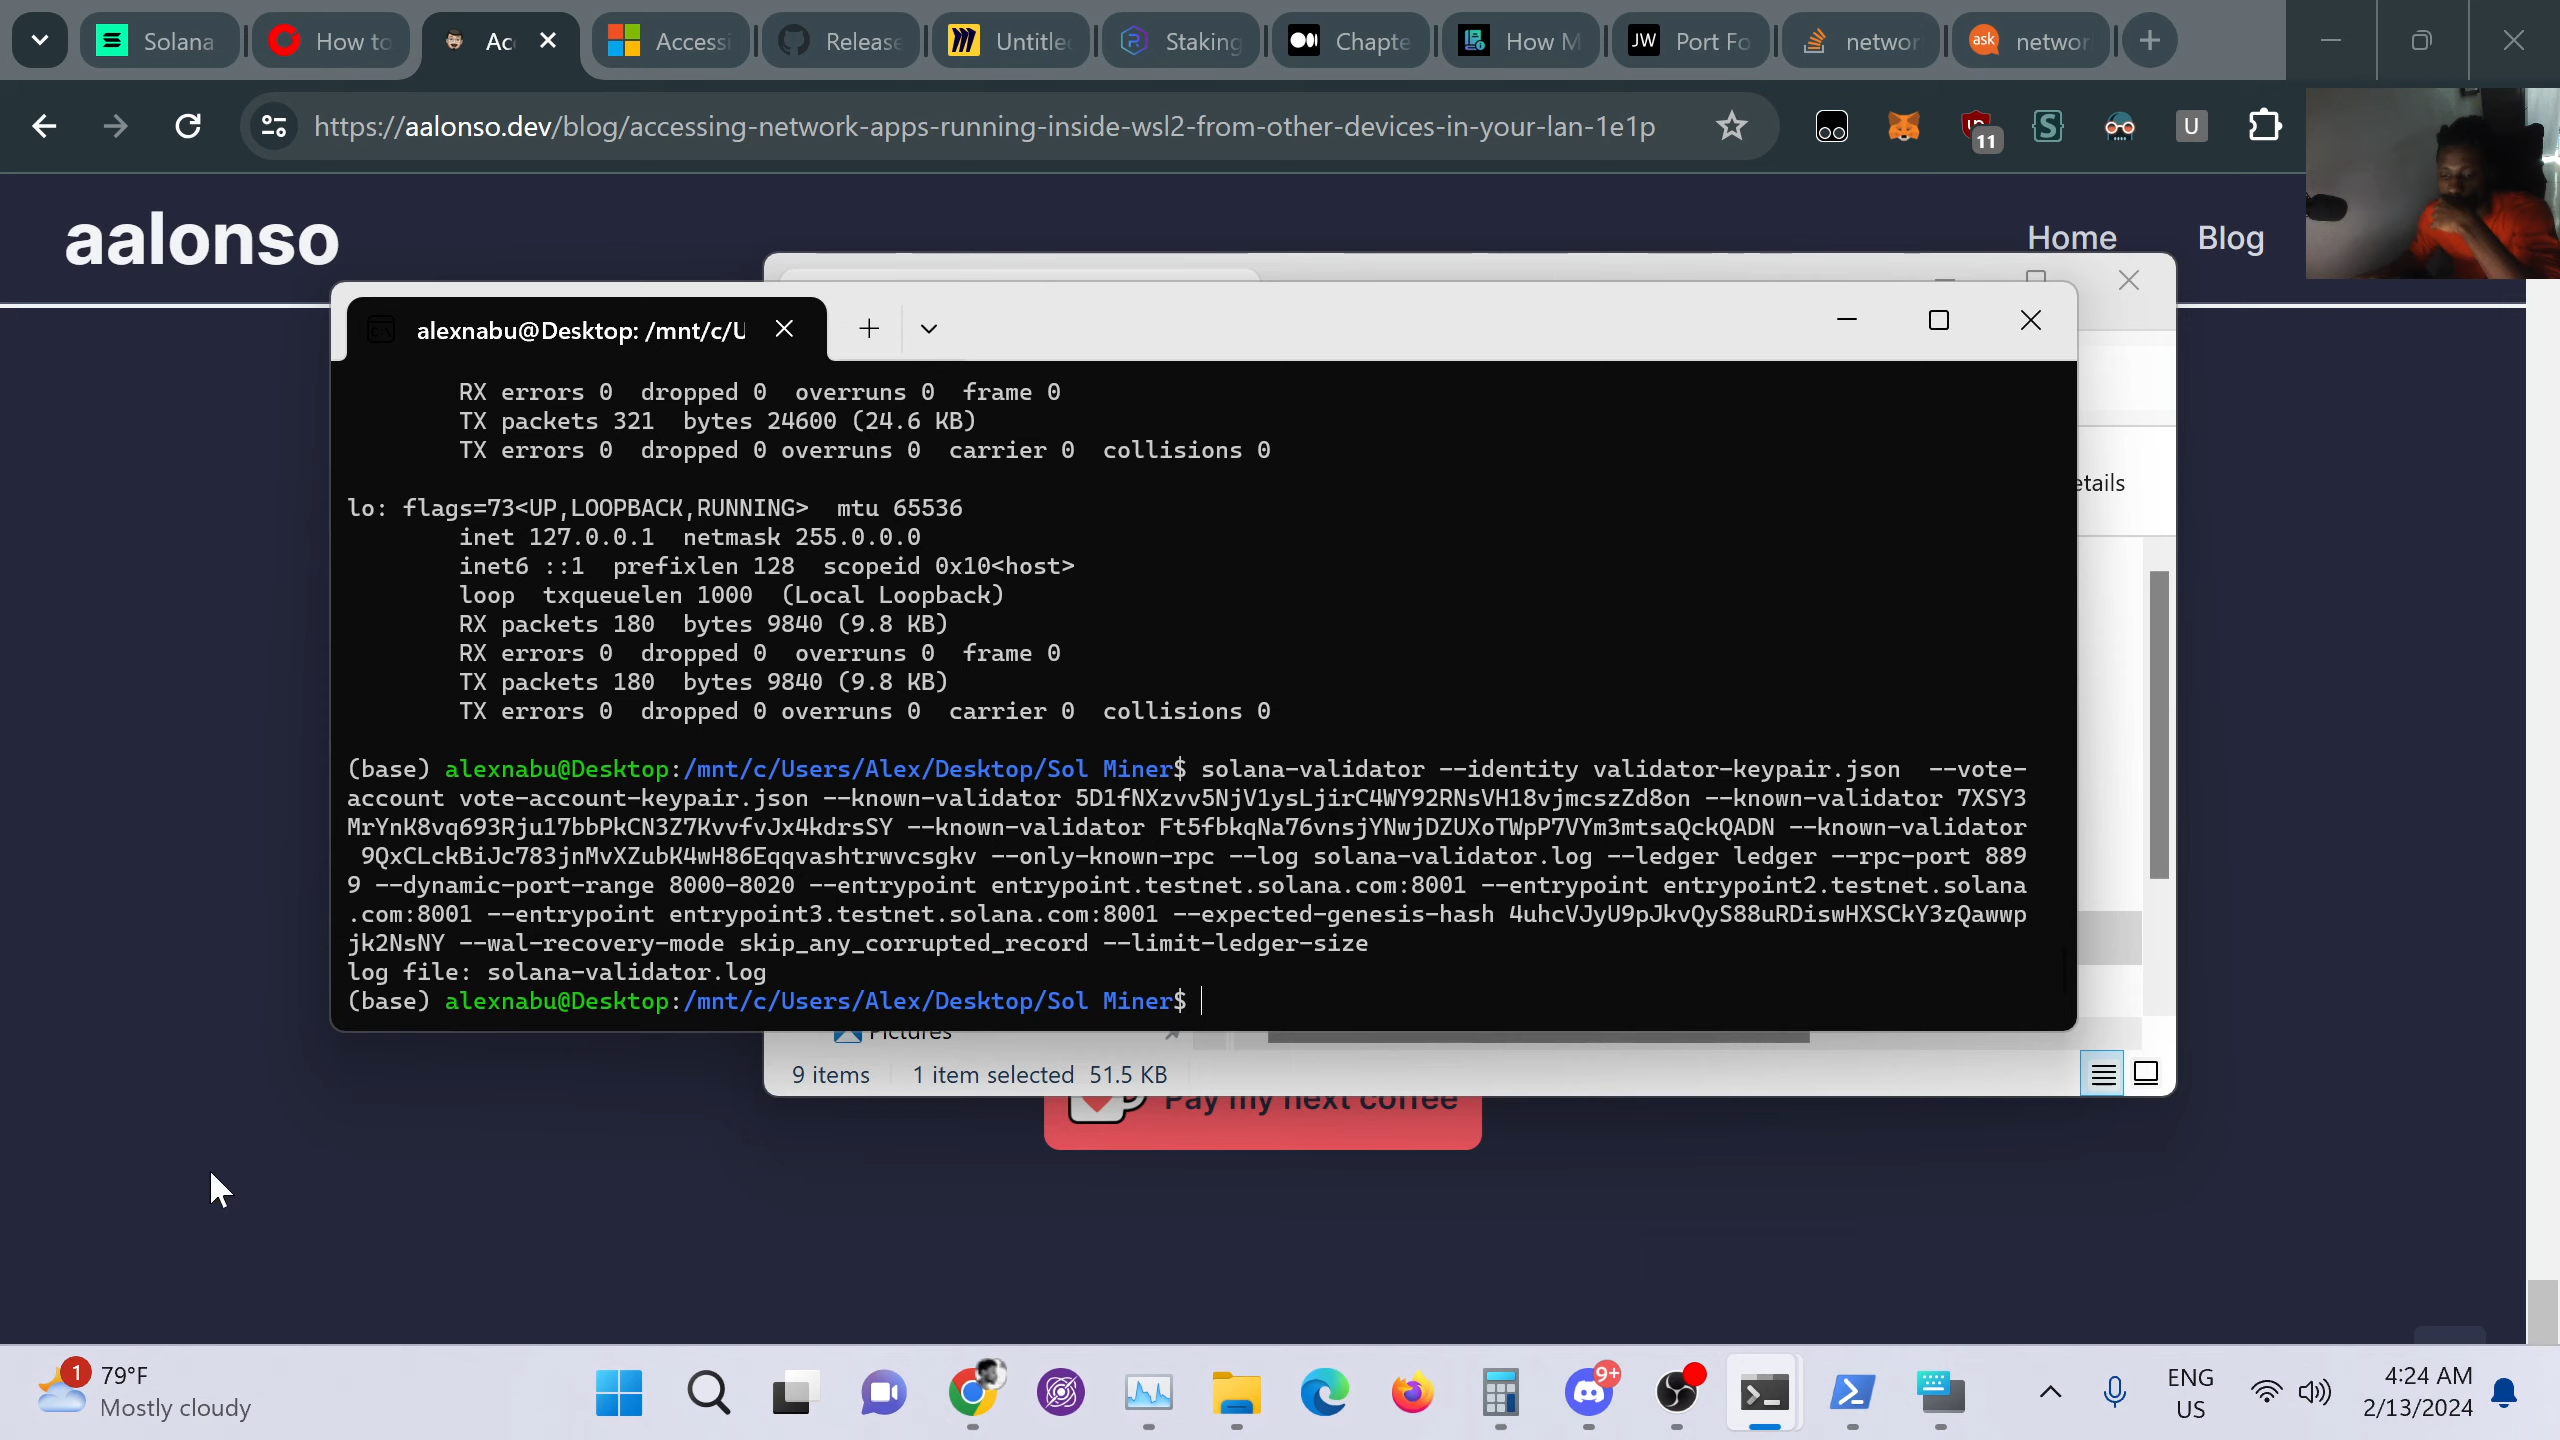 Solana
How to
Ac
Accessi
Release
Untitle
Staking
Chapte
How M
JW
Port Fo
networ
ask
networ
https://aalonso.dev/blog/accessing-network-apps-running-inside-wsl2-from-other-devices-in-your-lan-1e1p
11
U
aalonso
Home
Blog
alexnabu@Desktop: /mnt/c/U
RX errors 0  dropped 0  overruns 0  frame 0
TX packets 321  bytes 24600 (24.6 KB)
TX errors 0  dropped 0 overruns 0  carrier 0  collisions 0
lo: flags=73<UP,LOOPBACK,RUNNING>  mtu 65536
inet 127.0.0.1  netmask 255.0.0.0
inet6 ::1  prefixlen 128  scopeid 0x10<host>
loop  txqueuelen 1000  (Local Loopback)
RX packets 180  bytes 9840 (9.8 KB)
RX errors 0  dropped 0  overruns 0  frame 0
TX packets 180  bytes 9840 (9.8 KB)
TX errors 0  dropped 0 overruns 0  carrier 0  collisions 0
(base) alexnabu@Desktop:/mnt/c/Users/Alex/Desktop/Sol Miner$ solana-validator --identity validator-keypair.json  --vote-
account vote-account-keypair.json --known-validator 5D1fNXzvv5NjV1ysLjirC4WY92RNsVH18vjmcszZd8on --known-validator 7XSY3
MrYnK8vq693Rju17bbPkCN3Z7KvvfvJx4kdrsSY --known-validator Ft5fbkqNa76vnsjYNwjDZUXoTWpP7VYm3mtsaQckQADN --known-validator
9QxCLckBiJc783jnMvXZubK4wH86Eqqvashtrwvcsgkv --only-known-rpc --log solana-validator.log --ledger ledger --rpc-port 889
9 --dynamic-port-range 8000-8020 --entrypoint entrypoint.testnet.solana.com:8001 --entrypoint entrypoint2.testnet.solana
.com:8001 --entrypoint entrypoint3.testnet.solana.com:8001 --expected-genesis-hash 4uhcVJyU9pJkvQyS88uRDiswHXSCkY3zQawwp
jk2NsNY --wal-recovery-mode skip_any_corrupted_record --limit-ledger-size
log file: solana-validator.log
(base) alexnabu@Desktop:/mnt/c/Users/Alex/Desktop/Sol Miner$
etails
Pictures
9 items
1 item selected  51.5 KB
Pay my next coffee
1
79°F
Mostly cloudy
9+
ENG
US
4:24 AM
2/13/2024